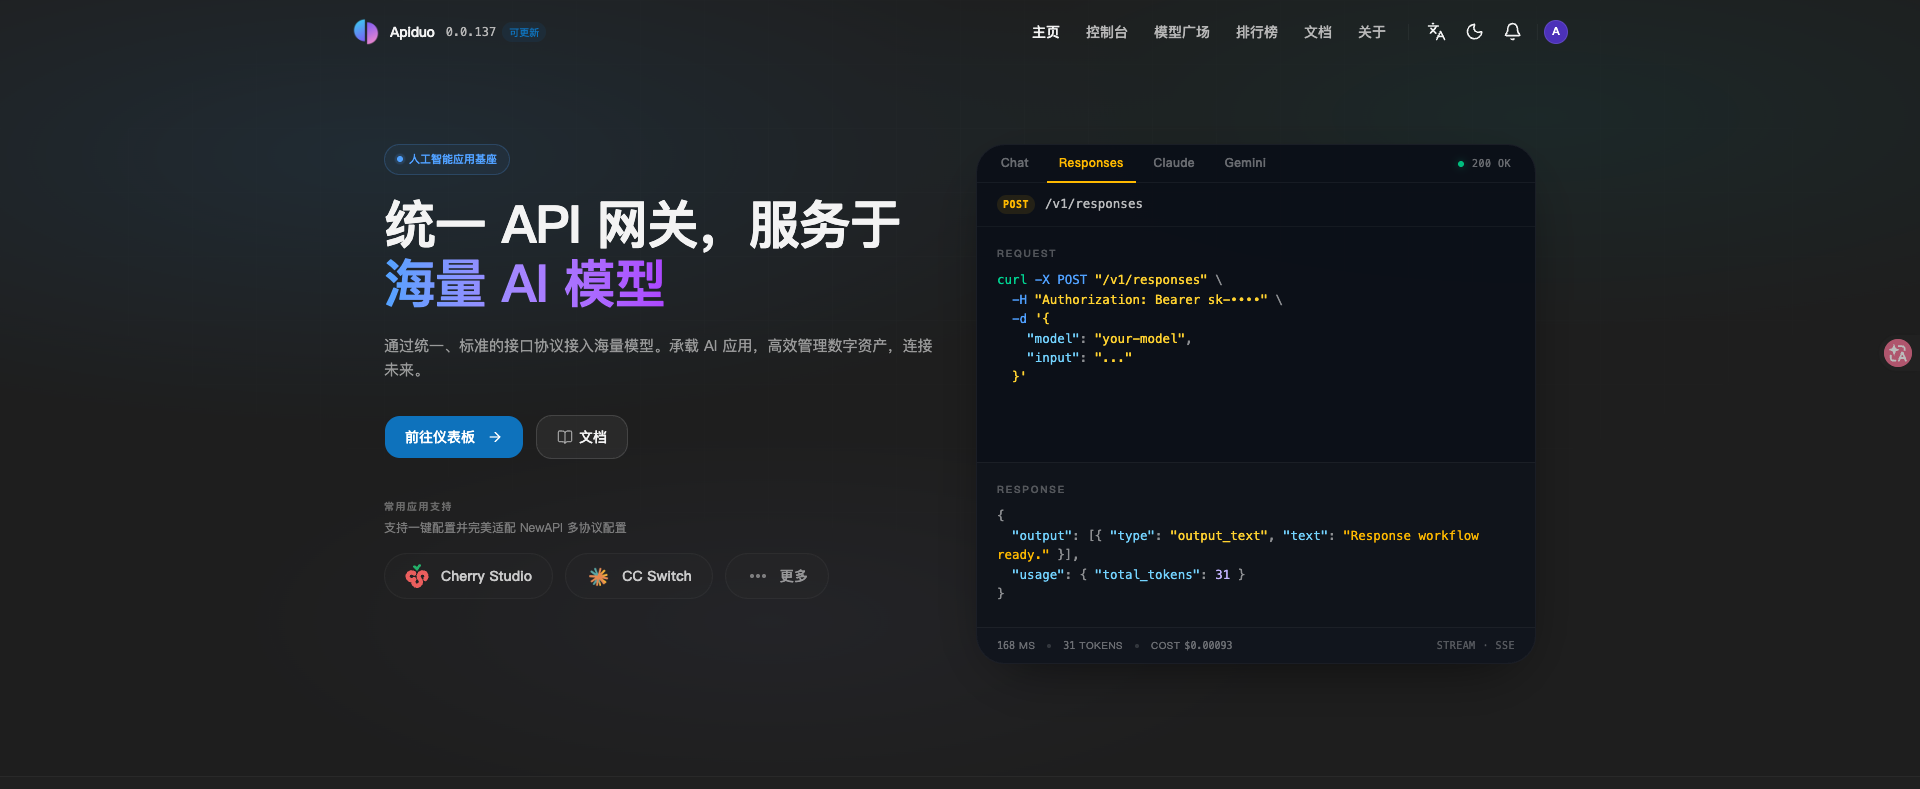 Apiduo 0.0.137 可更新
主页 控制台 模型广场 排行榜 文档 关于
A
人工智能应用基座
统一 API 网关，服务于
海量 AI 模型
通过统一、标准的接口协议接入海量模型。承载 AI 应用，高效管理数字资产，连接
未来。
前往仪表板 →
文档
常用应用支持
支持一键配置并完美适配 NewAPI 多协议配置
Cherry Studio
CC Switch
••• 更多
Chat Responses Claude Gemini
200 OK
POST /v1/responses
REQUEST
curl -X POST "/v1/responses" \
-H "Authorization: Bearer sk-••••" \
-d '{
"model": "your-model",
"input": "..."
}'
RESPONSE
{
"output": [{ "type": "output_text", "text": "Response workflow
ready." }],
"usage": { "total_tokens": 31 }
}
168 MS • 31 TOKENS • COST $0.00093
STREAM · SSE